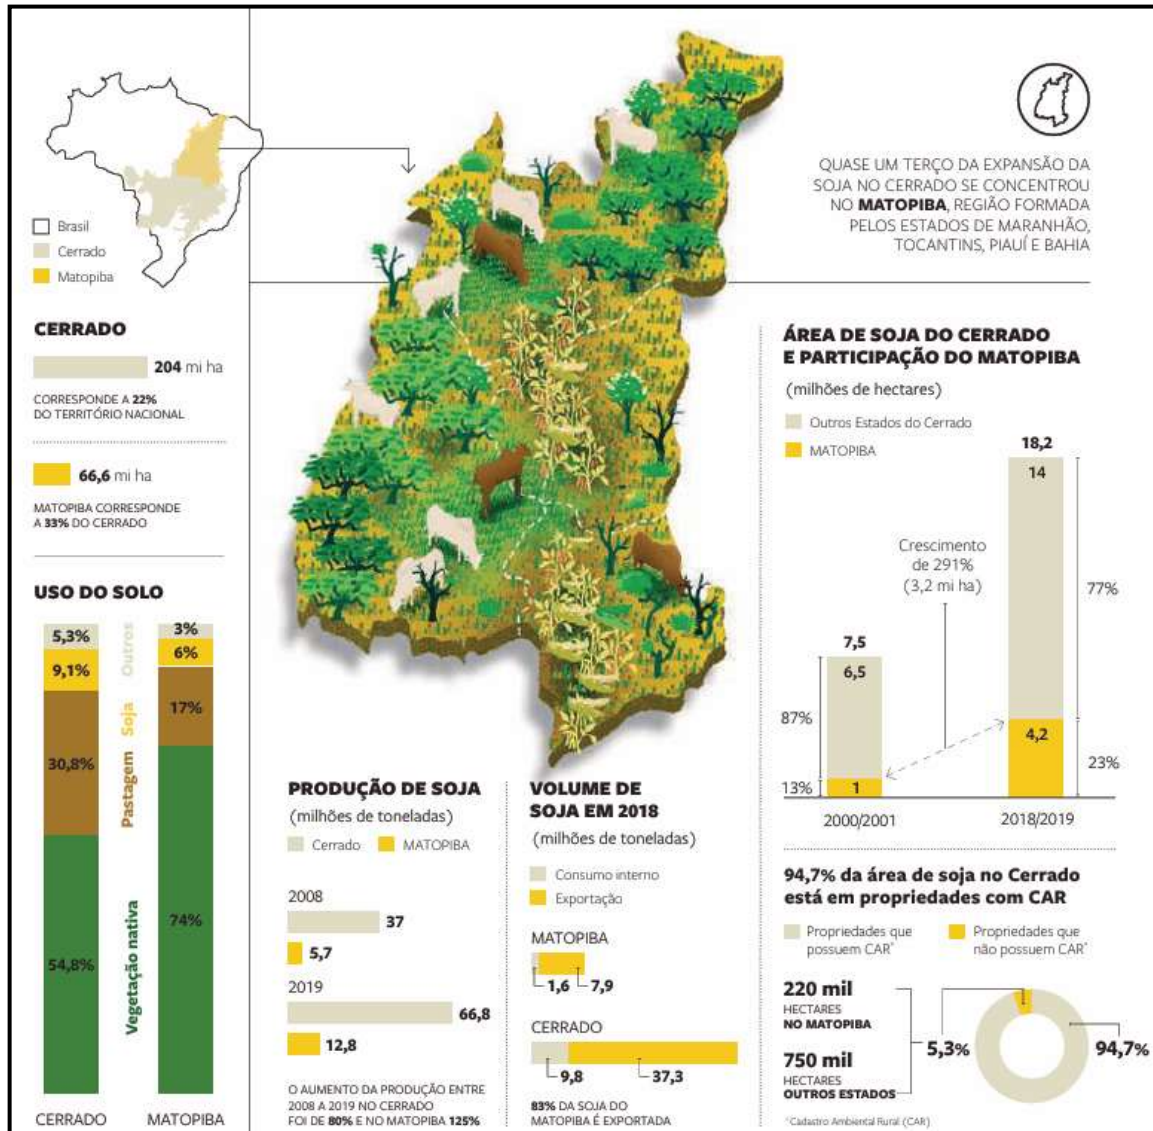 Brasil
Cerrado
Matopiba
QUASE UM TERÇO DA EXPANSÃO DA
SOJA NO CERRADO SE CONCENTROU
NO MATOPIBA, REGIÃO FORMADA
PELOS ESTADOS DE MARANHÃO,
TOCANTINS, PIAUÍ E BAHIA
CERRADO
204 mi ha
CORRESPONDE A 22%
DO TERRITÓRIO NACIONAL
66,6 mi ha
MATOPIBA CORRESPONDE
A 33% DO CERRADO
USO DO SOLO
5,3%
9,1%
30,8%
54,8%
Outros
Soja
Pastagem
Vegetação nativa
3%
6%
17%
74%
CERRADO
MATOPIBA
PRODUÇÃO DE SOJA
(milhões de toneladas)
Cerrado MATOPIBA
2008
37
5,7
2019
66,8
12,8
O AUMENTO DA PRODUÇÃO ENTRE
2008 A 2019 NO CERRADO
FOI DE 80% E NO MATOPIBA 125%
VOLUME DE
SOJA EM 2018
(milhões de toneladas)
Consumo interno
Exportação
MATOPIBA
1,6 7,9
CERRADO
9,8 37,3
83% DA SOJA DO
MATOPIBA É EXPORTADA
ÁREA DE SOJA DO CERRADO
E PARTICIPAÇÃO DO MATOPIBA
(milhões de hectares)
Outros Estados do Cerrado
MATOPIBA
18,2
14
Crescimento
de 291%
(3,2 mi ha)
77%
7,5
6,5
87%
4,2
23%
13%
1
2000/2001
2018/2019
94,7% da área de soja no Cerrado
está em propriedades com CAR
Propriedades que
possuem CAR*
Propriedades que
não possuem CAR*
220 mil
HECTARES
NO MATOPIBA
750 mil
HECTARES
OUTROS ESTADOS
5,3%
94,7%
*Cadastro Ambiental Rural (CAR)